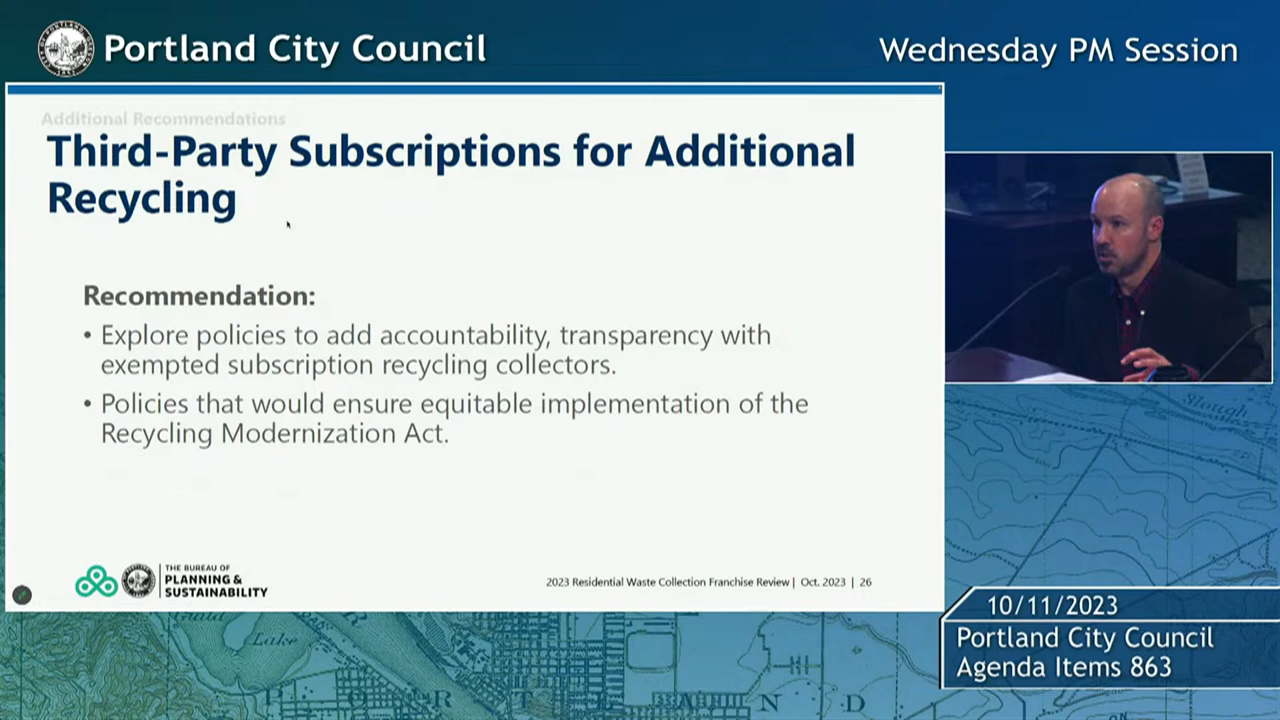 Portland City Council
Wednesday PM Session
Additional Recommendations
Third-Party Subscriptions for Additional
Recycling
Recommendation:
• Explore policies to add accountability, transparency with
exempted subscription recycling collectors.
• Policies that would ensure equitable implementation of the
Recycling Modernization Act.
THE BUREAU OF
PLANNING &
SUSTAINABILITY
2023 Residential Waste Collection Franchise Review | Oct. 2023 | 26
10/11/2023
Portland City Council
Agenda Items 863
Slough
Guild
Lake
P O R T L A N D